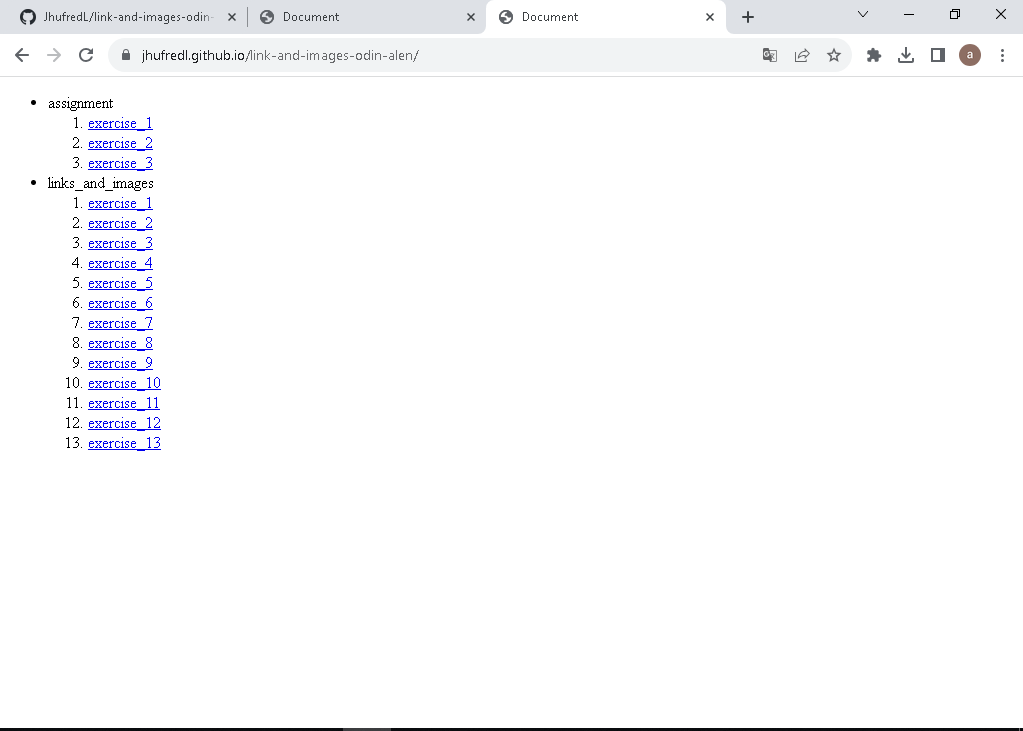 JhufredL/link-and-images-odin-
Document
Document
jhufredl.github.io/link-and-images-odin-alen/
a
assignment
1. exercise_1
2. exercise_2
3. exercise_3
links_and_images
1. exercise_1
2. exercise_2
3. exercise_3
4. exercise_4
5. exercise_5
6. exercise_6
7. exercise_7
8. exercise_8
9. exercise_9
10. exercise_10
11. exercise_11
12. exercise_12
13. exercise_13